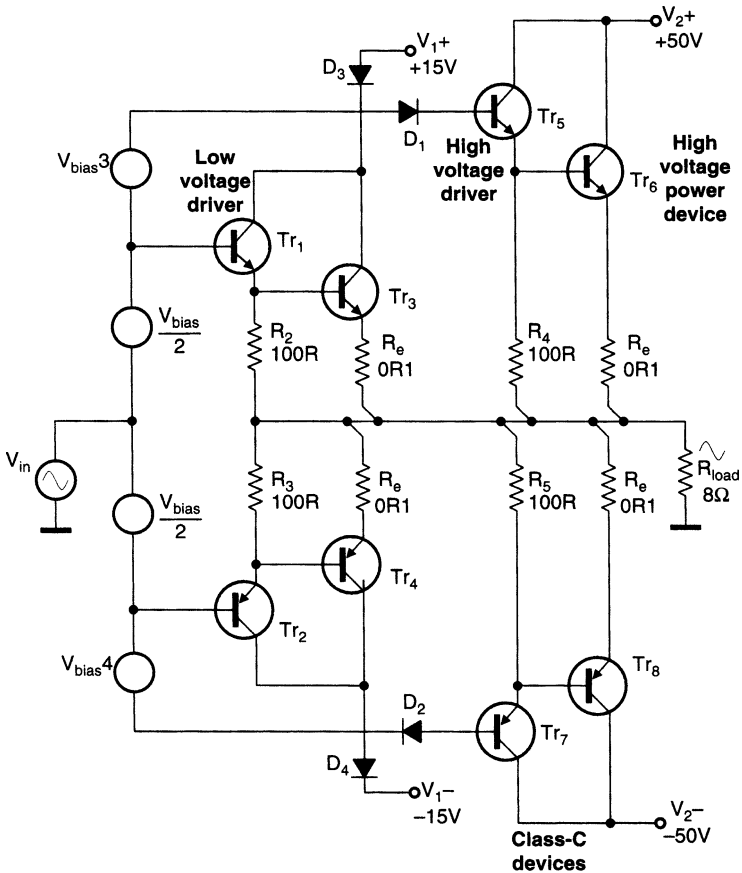 V2+
+50V
V1+
+15V
D3
D1
Tr5
High
voltage
driver
High
voltage
power
device
Tr6
Vbias3
Low
voltage
driver
Tr1
Tr3
Vbias
2
R2
100R
Re
0R1
R4
100R
Re
0R1
Vin
Rload
8Ω
R3
100R
Re
0R1
R5
100R
Re
0R1
Vbias
2
Tr4
Tr2
Vbias4
Tr8
D2
Tr7
D4
V1–
–15V
V2–
–50V
Class-C
devices